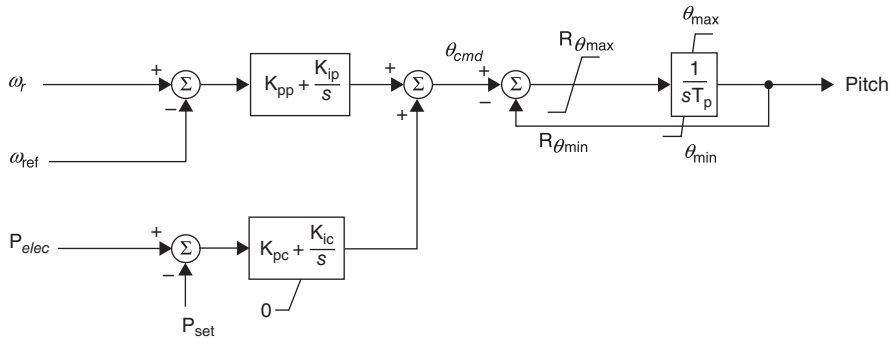 θmax
Rθmax
θcmd
ωr
+
Σ
−
Kpp + Kip/s
+
Σ
+
+
Σ
−
1/sTp
Pitch
Rθmin
θmin
ωref
Pelec
+
Σ
−
Kpc + Kic/s
0
Pset